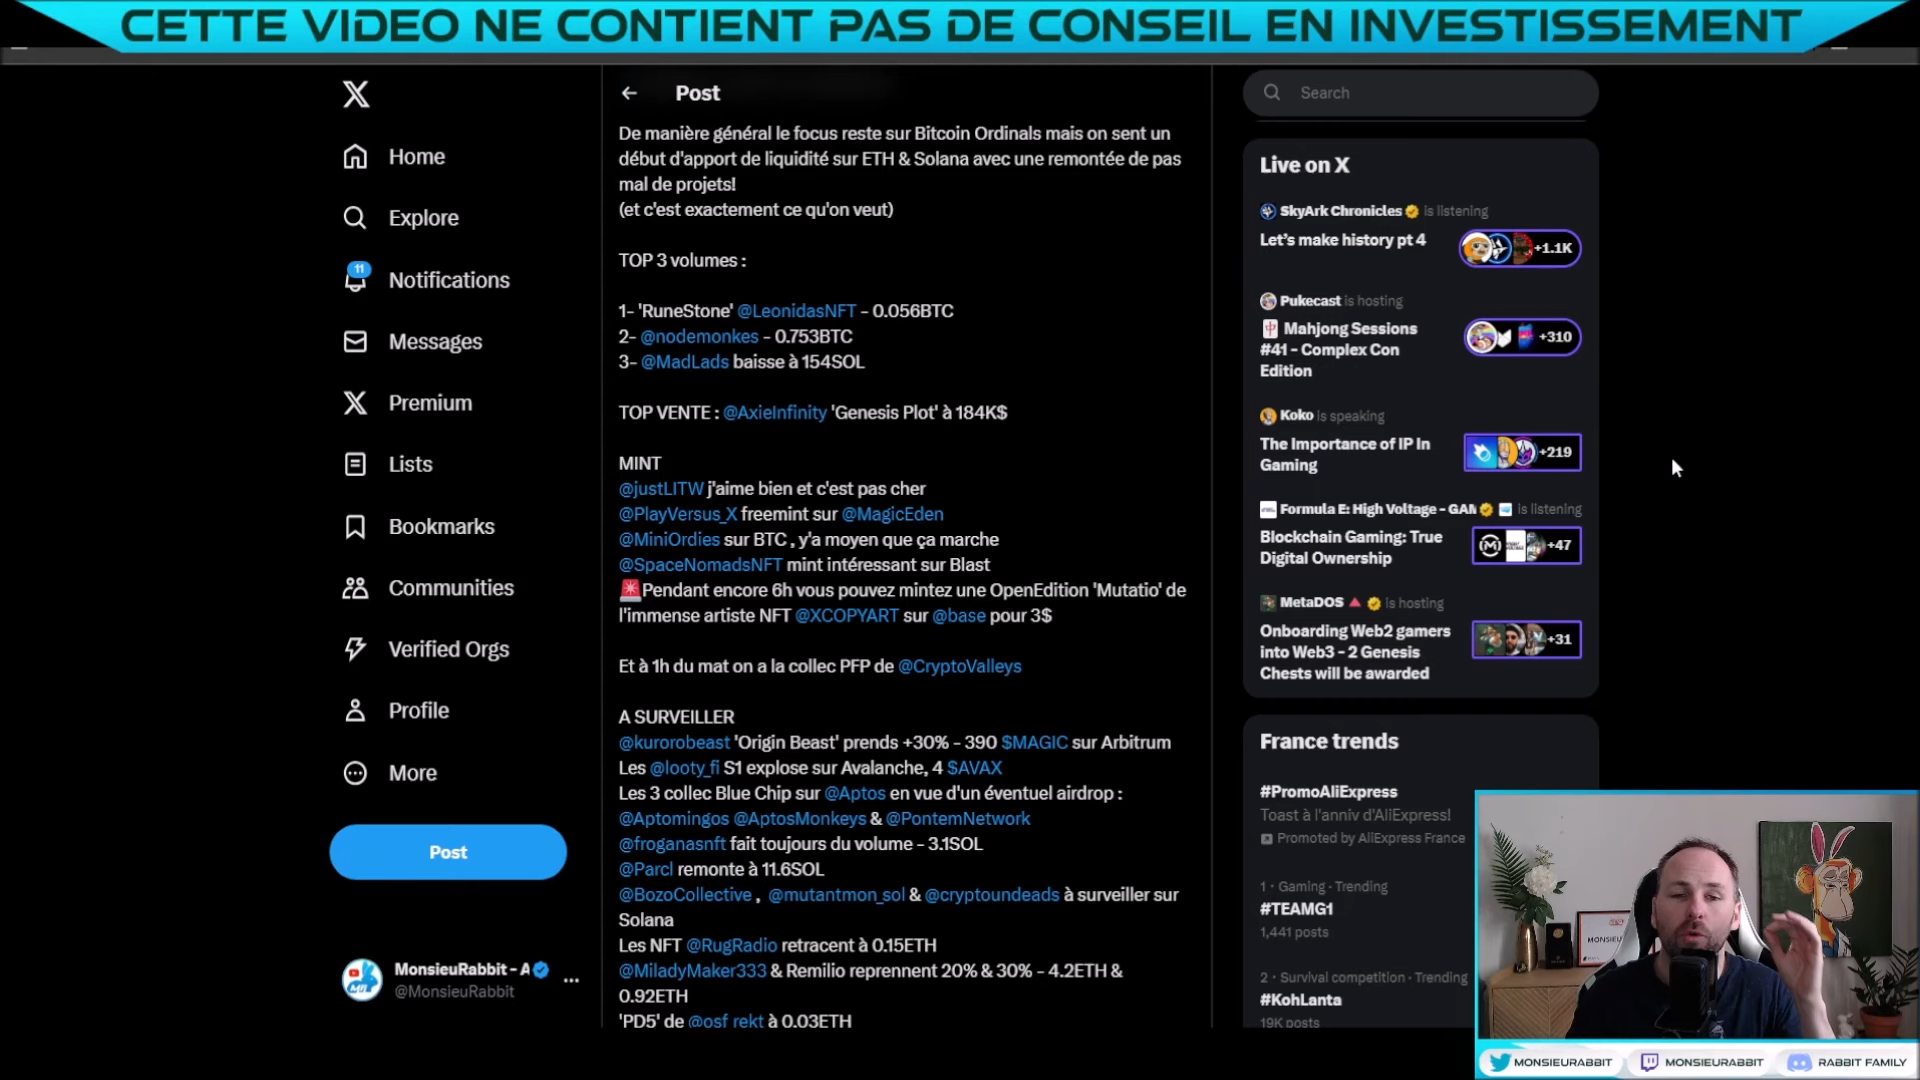 CETTE VIDEO NE CONTIENT PAS DE CONSEIL EN INVESTISSEMENT
Home
Explore
11
Notifications
Messages
Premium
Lists
Bookmarks
Communities
Verified Orgs
Profile
More
Post
MonsieurRabbit - A
@MonsieuRabbit
Post
De manière général le focus reste sur Bitcoin Ordinals mais on sent un
début d'apport de liquidité sur ETH & Solana avec une remontée de pas
mal de projets!
(et c'est exactement ce qu'on veut)
TOP 3 volumes :
1- 'RuneStone' @LeonidasNFT - 0.056BTC
2- @nodemonkes - 0.753BTC
3- @MadLads baisse à 154SOL
TOP VENTE : @AxieInfinity 'Genesis Plot' à 184K$
MINT
@justLITW j'aime bien et c'est pas cher
@PlayVersus_X freemint sur @MagicEden
@MiniOrdies sur BTC , y'a moyen que ça marche
@SpaceNomadsNFT mint intéressant sur Blast
🚨Pendant encore 6h vous pouvez mintez une OpenEdition 'Mutatio' de
l'immense artiste NFT @XCOPYART sur @base pour 3$
Et à 1h du mat on a la collec PFP de @CryptoValleys
A SURVEILLER
@kurorobeast 'Origin Beast' prends +30% - 390 $MAGIC sur Arbitrum
Les @looty_fi S1 explose sur Avalanche, 4 $AVAX
Les 3 collec Blue Chip sur @Aptos en vue d'un éventuel airdrop :
@Aptomingos @AptosMonkeys & @PontemNetwork
@froganasnft fait toujours du volume - 3.1SOL
@Parcl remonte à 11.6SOL
@BozoCollective , @mutantmon_sol & @cryptoundeads à surveiller sur
Solana
Les NFT @RugRadio retracent à 0.15ETH
@MiladyMaker333 & Remilio reprennent 20% & 30% - 4.2ETH &
0.92ETH
'PD5' de @osf_rekt à 0.03ETH
Search
Live on X
SkyArk Chronicles is listening
Let's make history pt 4
+1.1K
Pukecast is hosting
🀄 Mahjong Sessions
#41 - Complex Con
Edition
+310
Koko is speaking
The Importance of IP In
Gaming
+219
Formula E: High Voltage - GAM is listening
Blockchain Gaming: True
Digital Ownership
+47
MetaDOS 🔺 is hosting
Onboarding Web2 gamers
into Web3 - 2 Genesis
Chests will be awarded
+31
France trends
#PromoAliExpress
Toast à l'anniv d'AliExpress!
Promoted by AliExpress France
1 · Gaming · Trending
#TEAMG1
1,441 posts
2 · Survival competition · Trending
#KohLanta
19K posts
MONSIEURABBIT
MONSIEURABBIT
RABBIT FAMILY